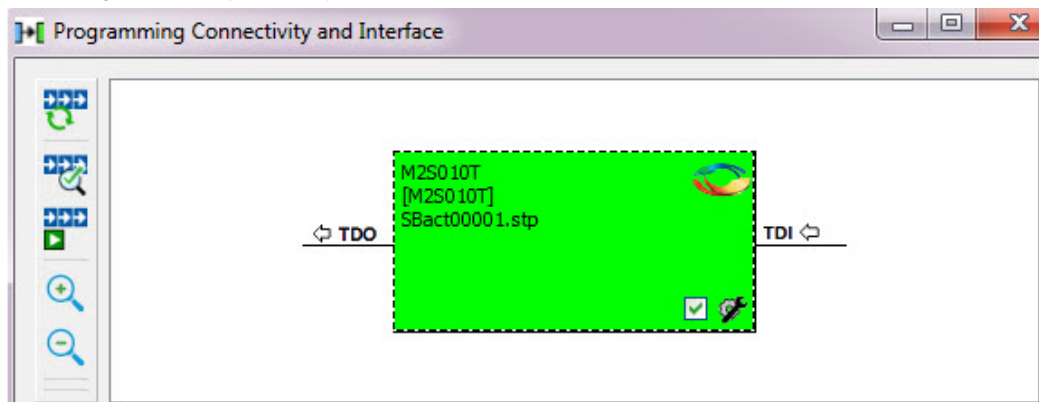 Programming Connectivity and Interface
M2S010T
[M2S010T]
SBact00001.stp
TDO
TDI